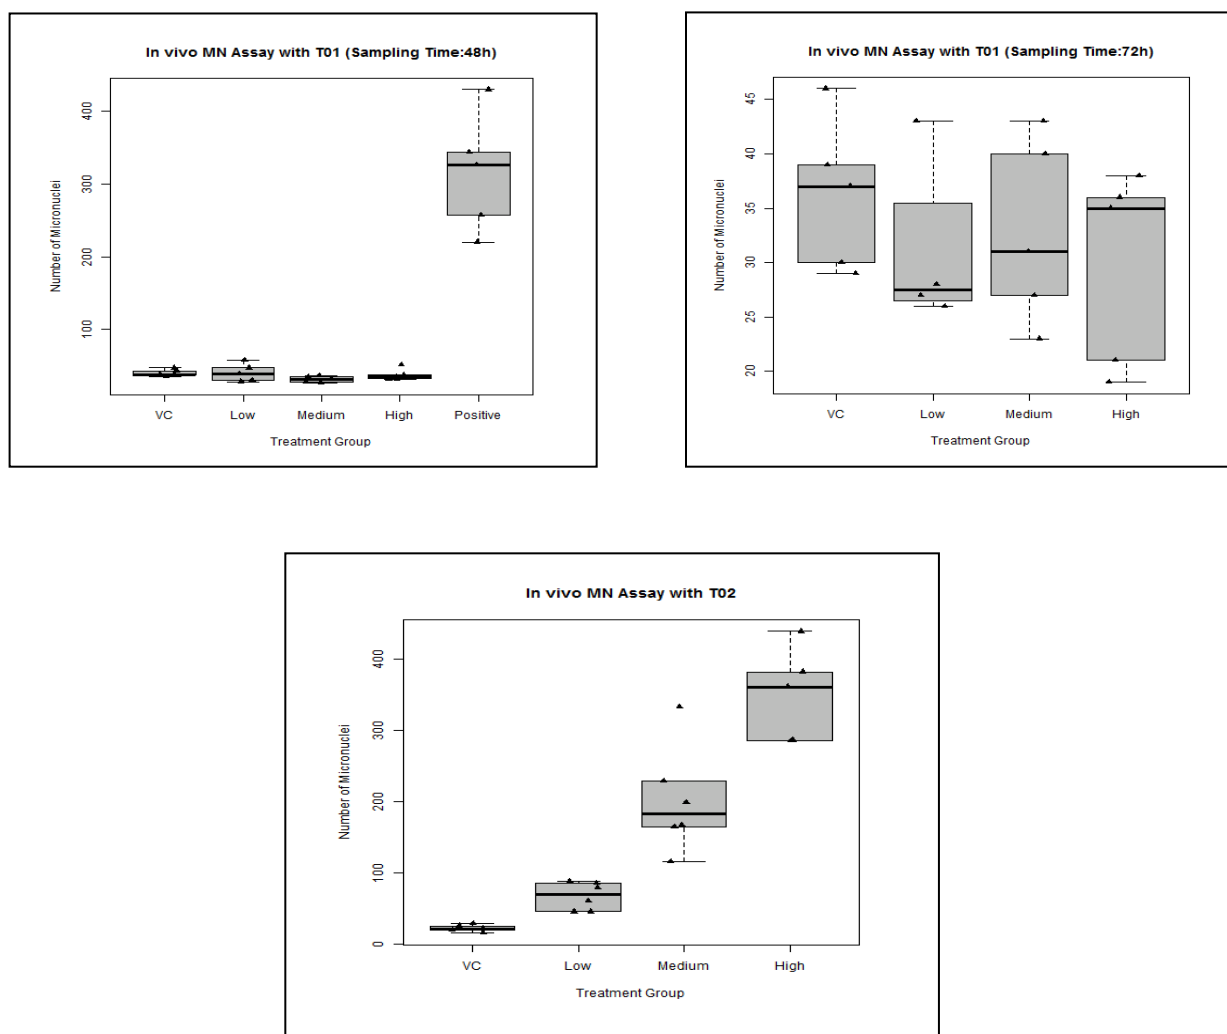 In vivo MN Assay with T01 (Sampling Time:48h)
Number of Micronuclei
400
300
200
100
VC Low Medium High Positive
Treatment Group
In vivo MN Assay with T01 (Sampling Time:72h)
Number of Micronuclei
45
40
35
30
25
20
VC Low Medium High
Treatment Group
In vivo MN Assay with T02
Number of Micronuclei
400
300
200
100
0
VC Low Medium High
Treatment Group